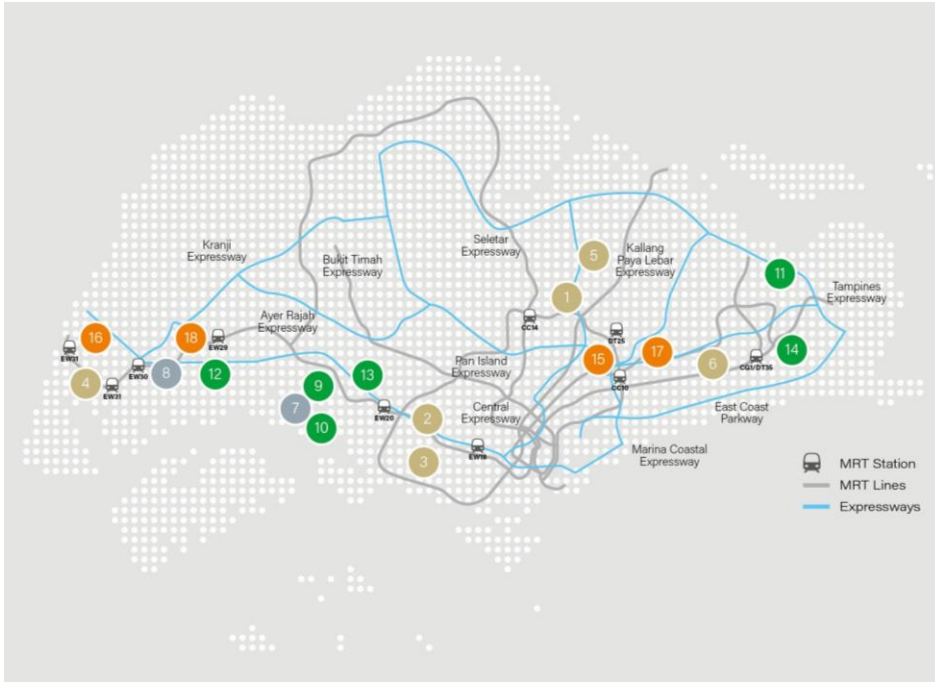 Kranji
Expressway
Bukit Timah
Expressway
Seletar
Expressway
Kallang
Paya Lebar
Expressway
5
11
Tampines
Expressway
1
Ayer Rajah
Expressway
CC14
DT25
16
18
EW29
EW31
4
EW31
EW30
8
12
9
13
7
10
EW20
Pan Island
Expressway
15
17
CC10
6
CG1/DT35
14
2
Central
Expressway
East Coast
Parkway
3
EW18
Marina Coastal
Expressway
MRT Station
MRT Lines
Expressways